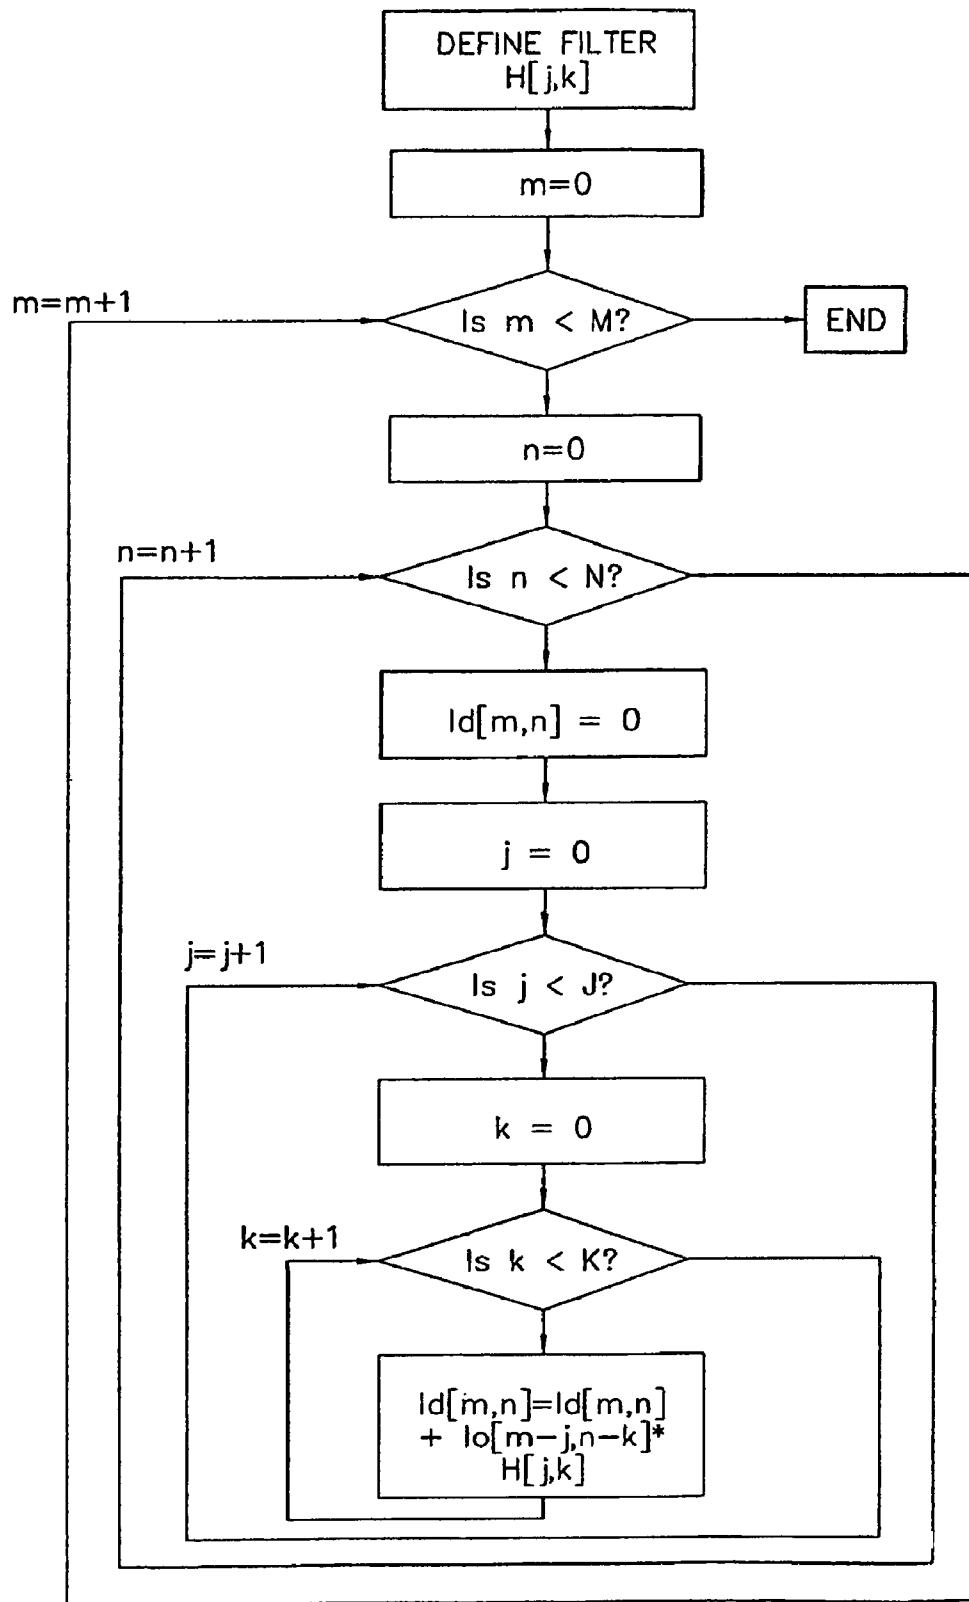 DEFINE FILTER
H[j,k]
m=0
m=m+1
Is m < M?
END
n=0
n=n+1
Is n < N?
Id[m,n] = 0
j = 0
j=j+1
Is j < J?
k = 0
k=k+1
Is k < K?
Id[m,n]=Id[m,n]
+ Io[m-j,n-k]*
H[j,k]